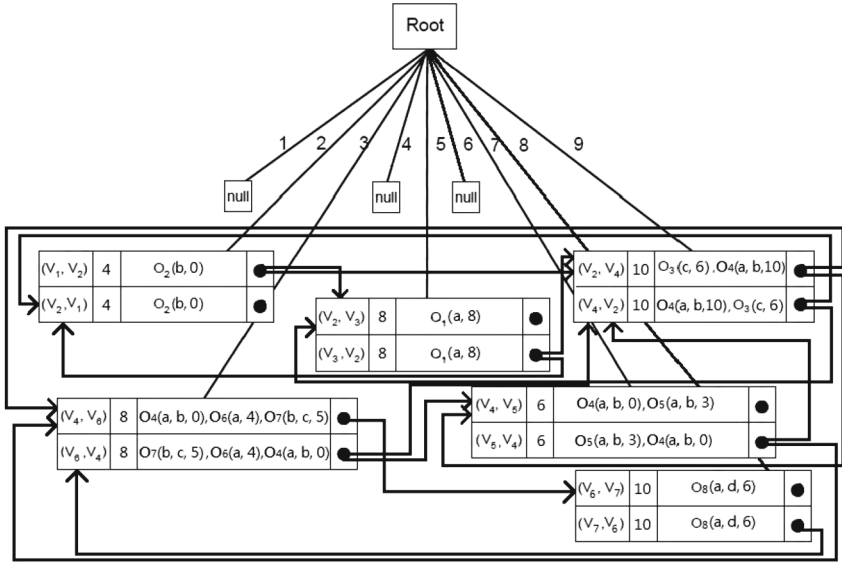 Root
1 2 3 4 5 6 7 8 9
null null null
(V1, V2) 4 O2(b, 0)
(V2,V1) 4 O2(b, 0)
(V2, V4) 10 O3(c, 6) ,O4(a, b,10)
(V4,V2) 10 O4(a, b,10), O3(c, 6)
(V2, V3) 8 O1(a, 8)
(V3, V2) 8 O1(a, 8)
(V4, V6) 8 O4(a, b, 0),O6(a, 4),O7(b, c, 5)
(V6 ,V4) 8 O7(b, c, 5),O6(a, 4),O4(a, b, 0)
(V4, V5) 6 O4(a, b, 0),O5(a, b, 3)
(V5,V4) 6 O5(a, b, 3),O4(a, b, 0)
(V6, V7) 10 O8(a, d, 6)
(V7,V6) 10 O8(a, d, 6)